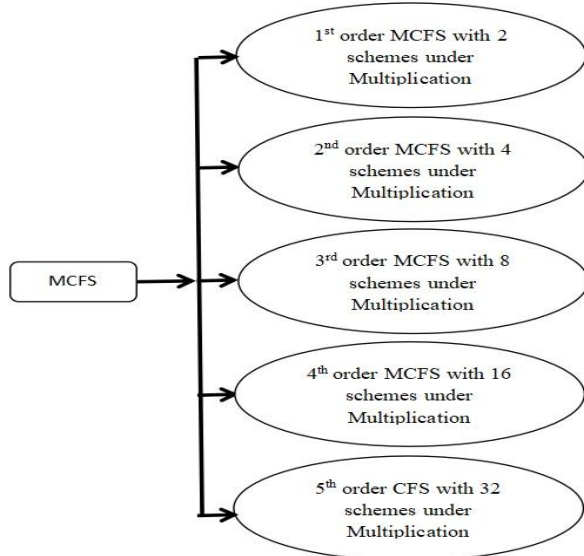 1st order MCFS with 2
schemes under
Multiplication
2nd order MCFS with 4
schemes under
Multiplication
3rd order MCFS with 8
schemes under
Multiplication
MCFS
4th order MCFS with 16
schemes under
Multiplication
5th order CFS with 32
schemes under
Multiplication